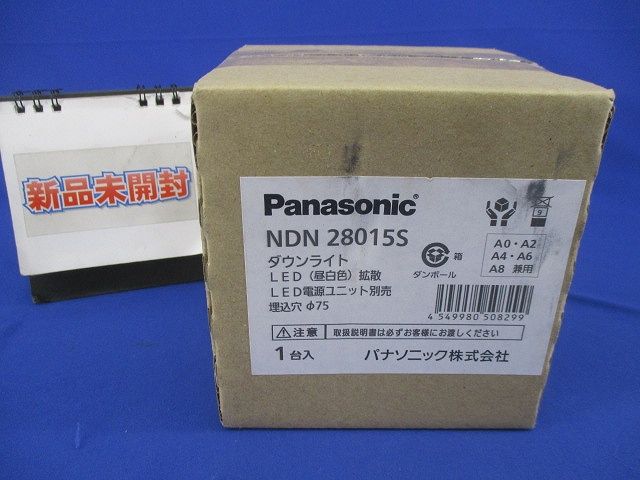 新品未開封
Panasonic
NDN 28015S
ダウンライト
LED（昼白色）拡散
LED電源ユニット別売
埋込穴 φ75
箱
ダンボール
9
A0・A2
A4・A6
A8 兼用
4 549980 508299
注意 取扱説明書は必ずお客様にお渡しください
1台入 パナソニック株式会社